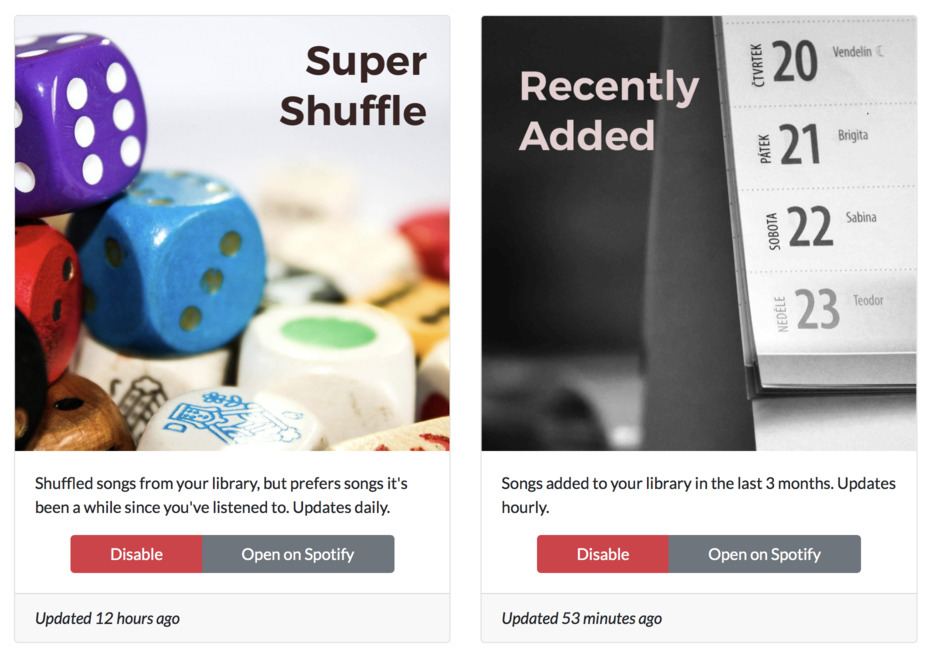 Super
Shuffle
Shuffled songs from your library, but prefers songs it's
been a while since you've listened to. Updates daily.
Disable
Open on Spotify
Updated 12 hours ago
Recently
Added
ČTVRTEK
20
Vendelín
PÁTEK
21
Brigita
SOBOTA
22
Sabina
NEDĚLE
23
Teodor
Songs added to your library in the last 3 months. Updates
hourly.
Disable
Open on Spotify
Updated 53 minutes ago